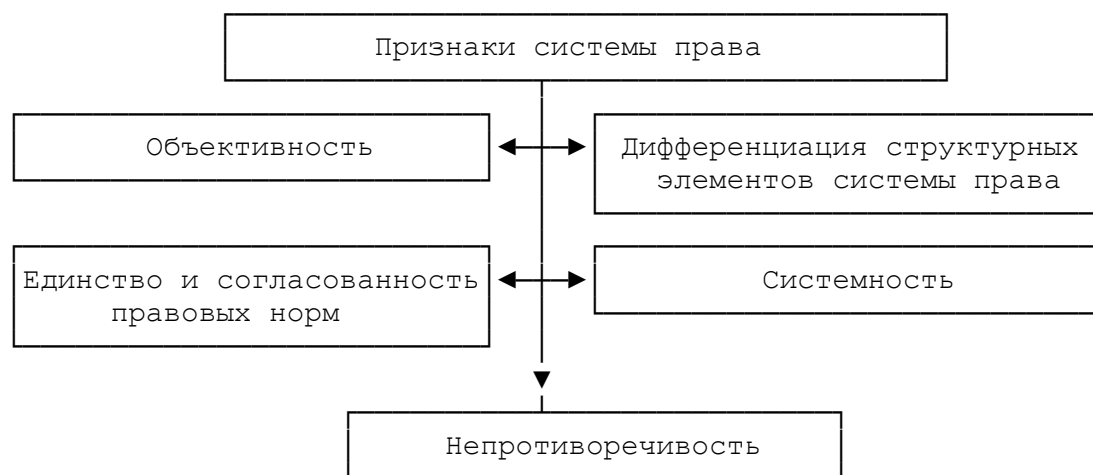 Признаки системы права
Объективность
Дифференциация структурных
элементов системы права
Единство и согласованность
правовых норм
Системность
Непротиворечивость